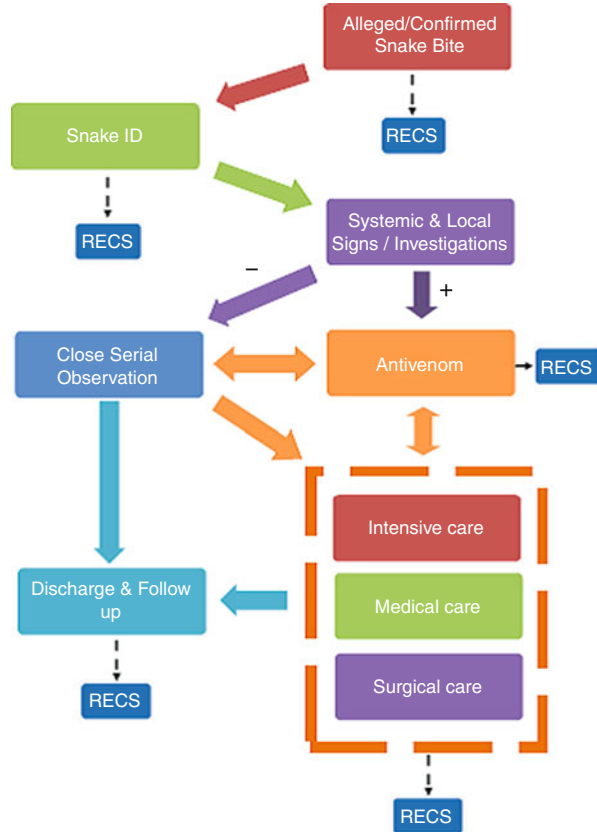 Alleged/Confirmed
Snake Bite
RECS
Snake ID
RECS
Systemic & Local
Signs / Investigations
–
+
Close Serial
Observation
Antivenom
RECS
Intensive care
Medical care
Surgical care
Discharge & Follow
up
RECS
RECS